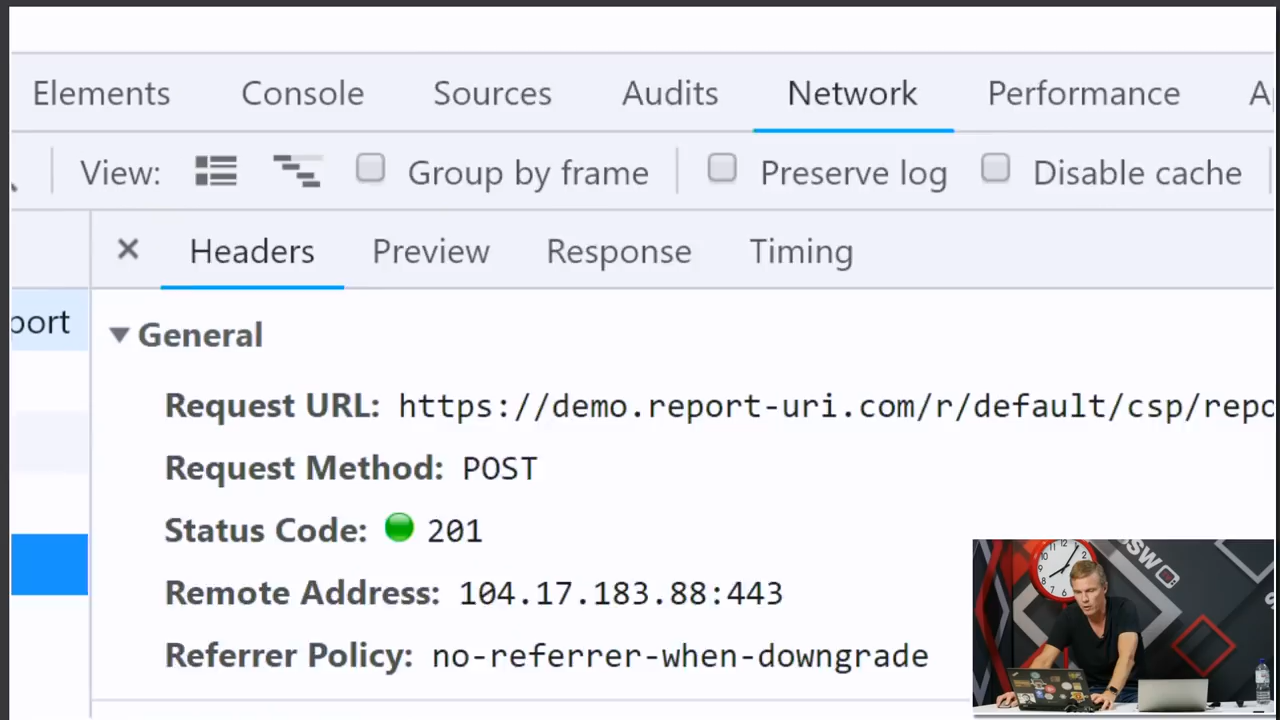 Elements Console Sources Audits Network Performance
View: Group by frame Preserve log Disable cache
× Headers Preview Response Timing
port
General
Request URL: https://demo.report-uri.com/r/default/csp/repo
Request Method: POST
Status Code: 201
Remote Address: 104.17.183.88:443
Referrer Policy: no-referrer-when-downgrade